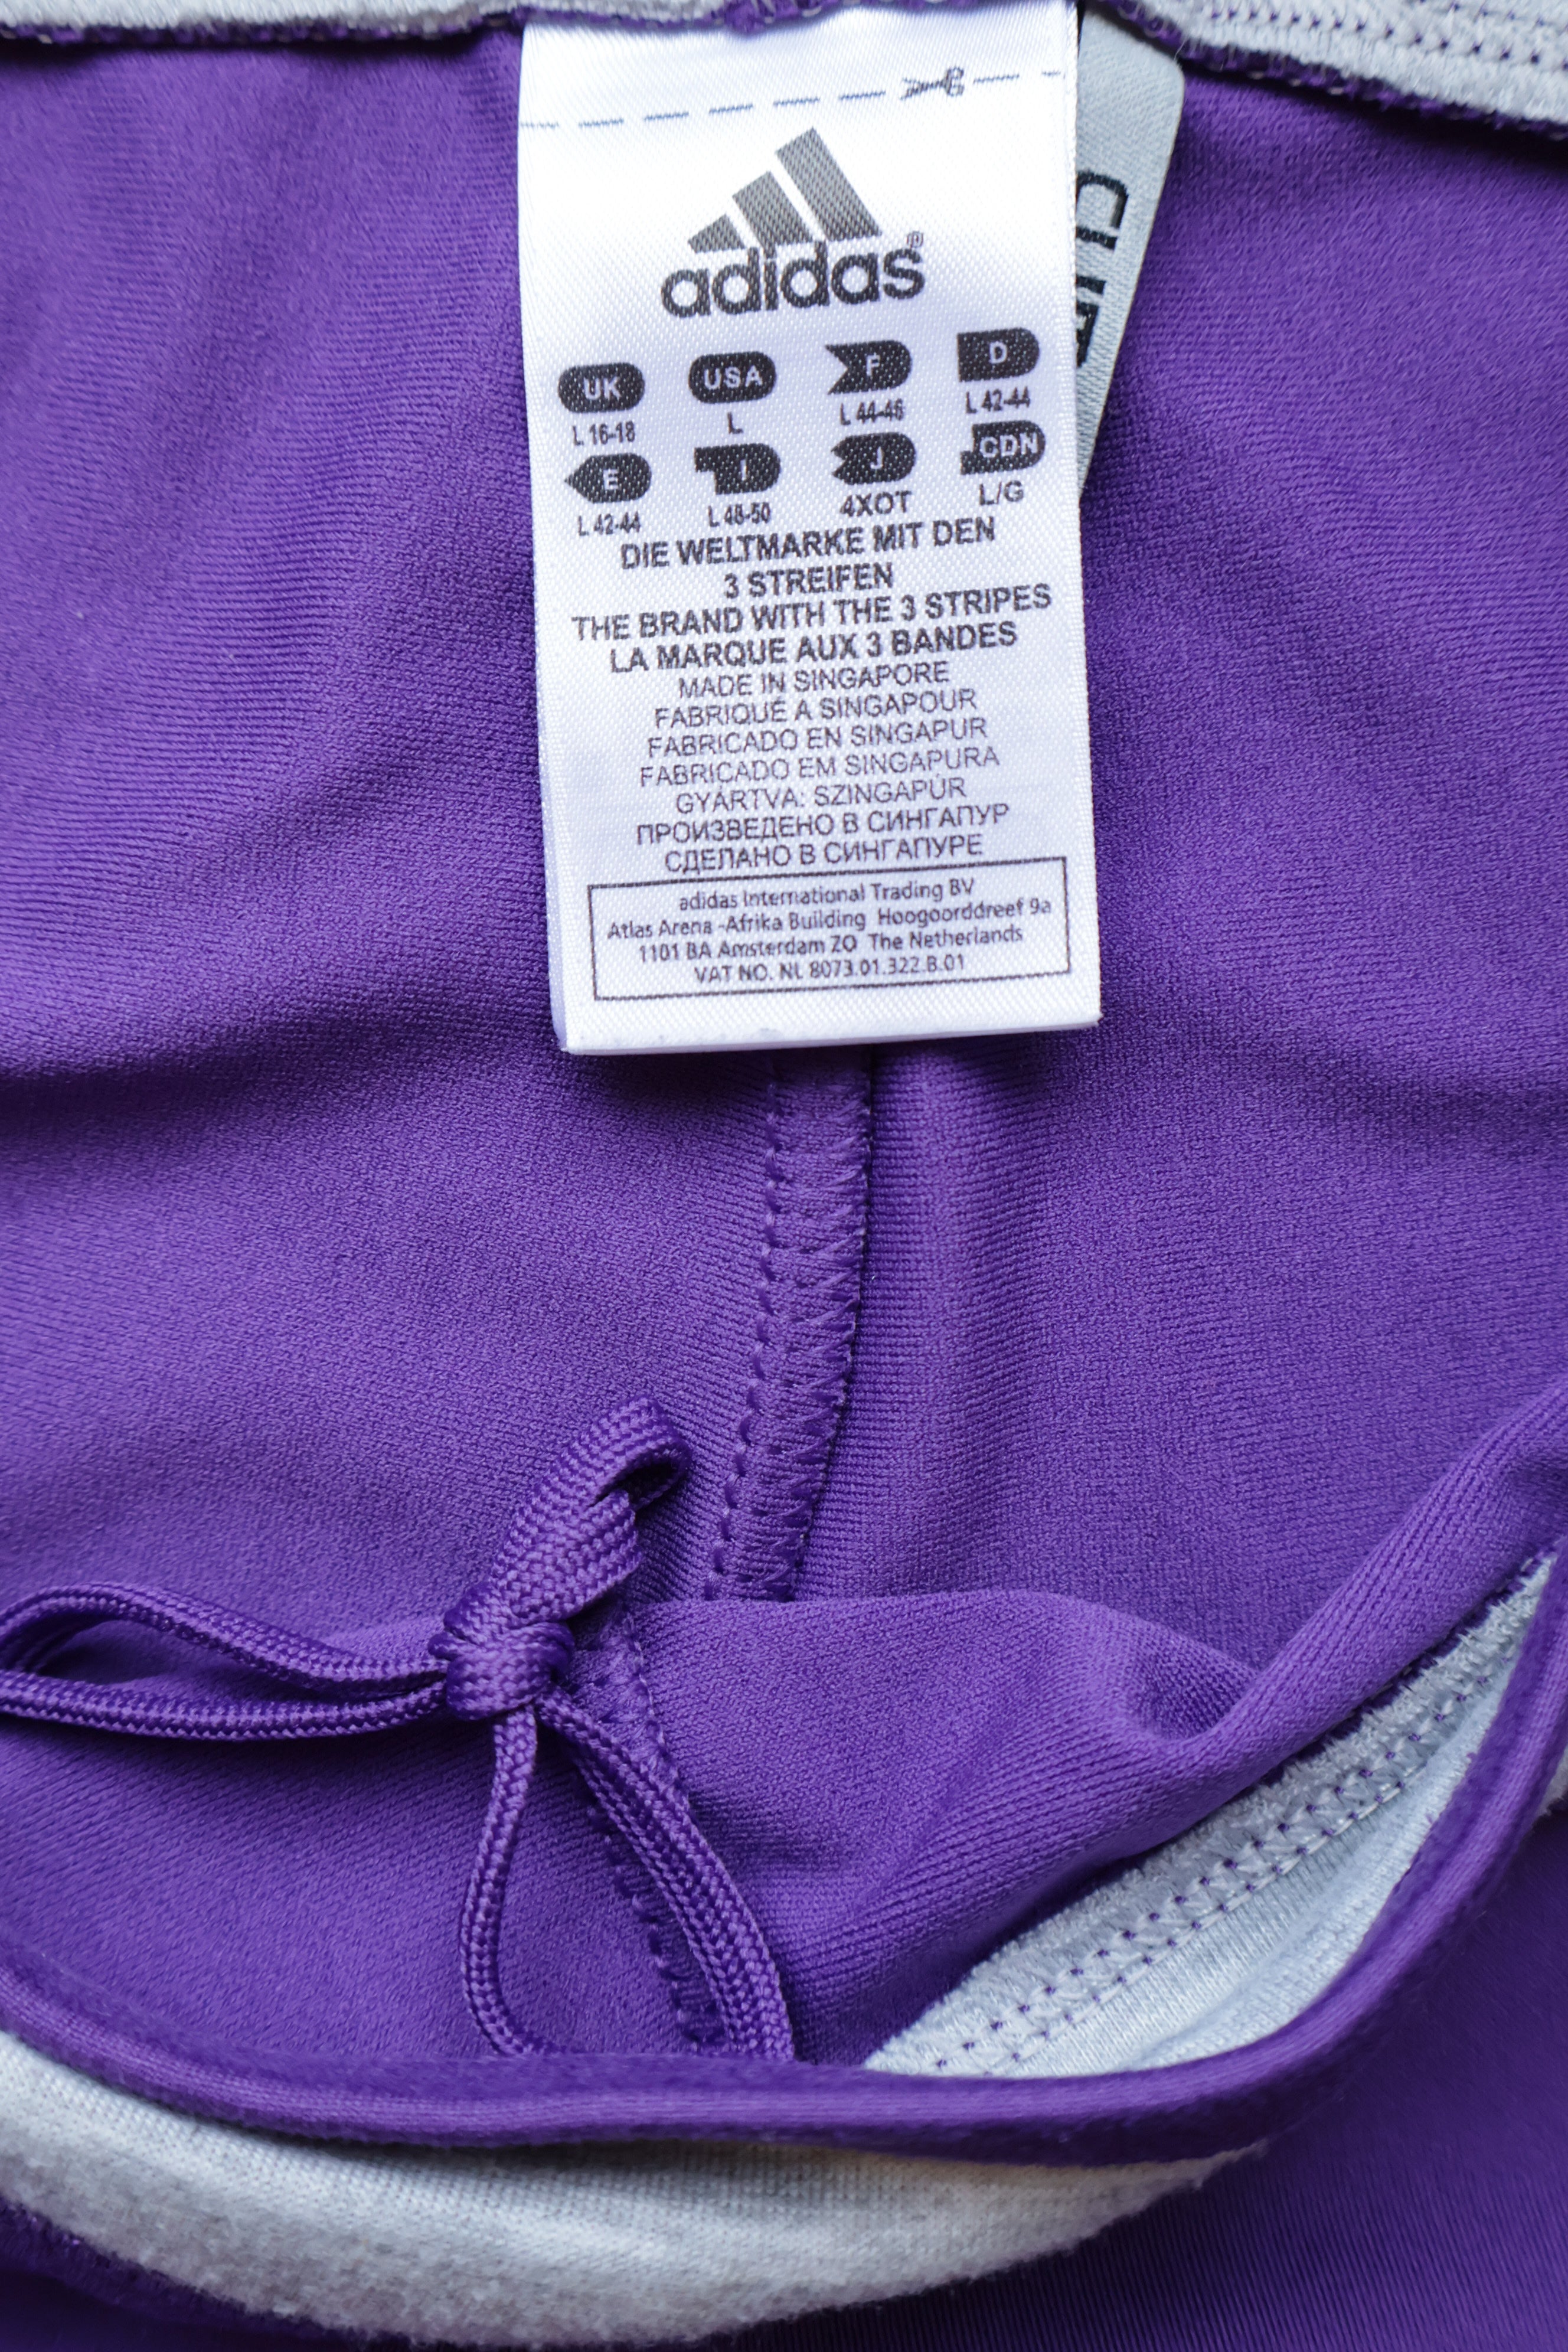 adidas®
UK USA F D
L 16-18 L L 44-46 L 42-44
E I J CDN
L 42-44 L 48-50 4XOT L/G
DIE WELTMARKE MIT DEN
3 STREIFEN
THE BRAND WITH THE 3 STRIPES
LA MARQUE AUX 3 BANDES
MADE IN SINGAPORE
FABRIQUÉ A SINGAPOUR
FABRICADO EN SINGAPUR
FABRICADO EM SINGAPURA
GYÁRTVA: SZINGAPÚR
ПРОИЗВЕДЕНО В СИНГАПУР
СДЕЛАНО В СИНГАПУРЕ
adidas International Trading BV
Atlas Arena -Afrika Building Hoogoorddreef 9a
1101 BA Amsterdam ZO The Netherlands
VAT NO. NL 8073.01.322.B.01